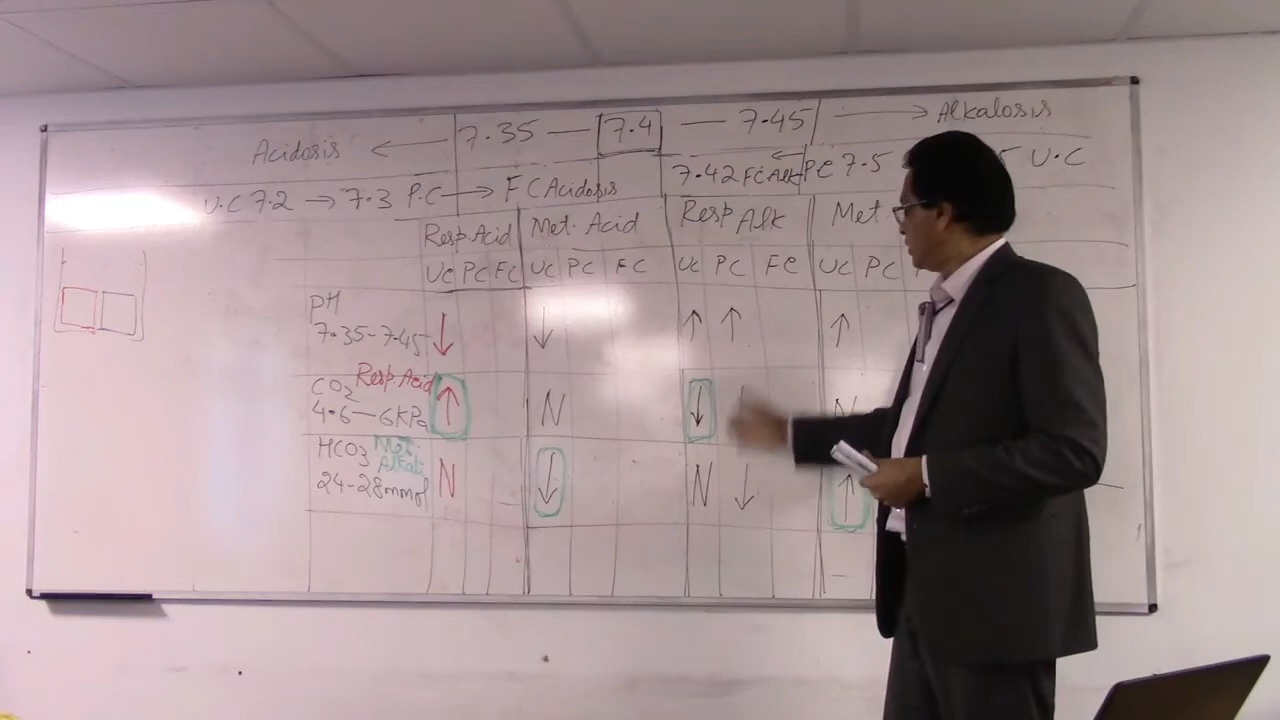 Acidosis ← 7.35 — 7.4 — 7.45 → Alkalosis
U.C 7.2 → 7.3 P.C → F C Acidosis 7.42 FC Alk ← PC 7.5 U.C
Resp. Acid Met. Acid Resp Alk Met.
UC PC FC UC PC FC UC PC FC UC PC
PH
7.35-7.45 ↓ ↓ ↑ ↑ ↑
CO2 Resp. Acid
4.6—6KPa ↑ N ↓ ↓ N
HCO3 Met. Alkali
24-28mmol N ↓ N ↓ ↑